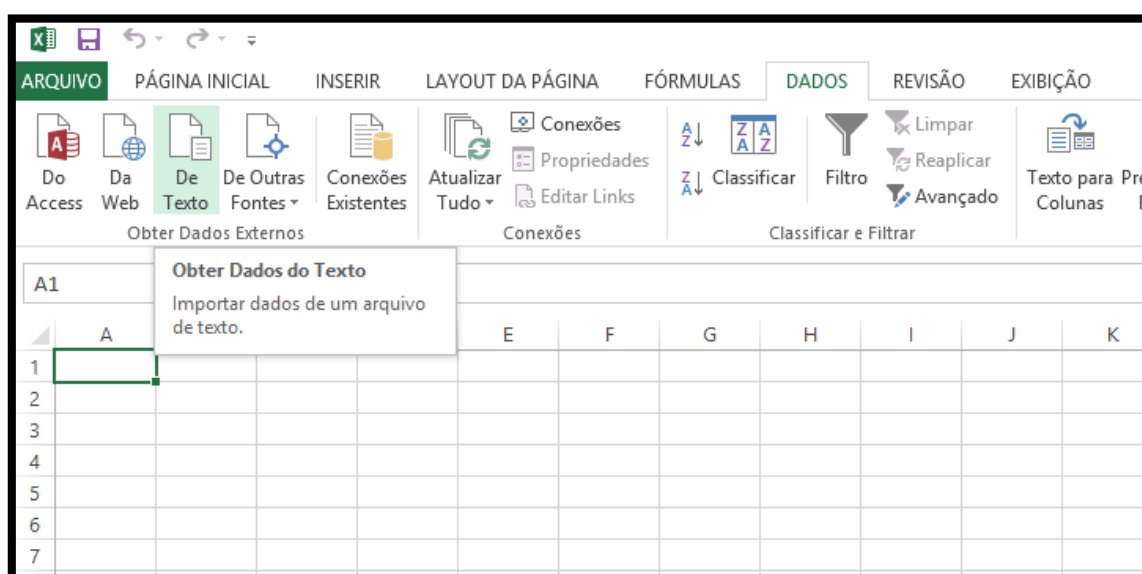 ARQUIVO PÁGINA INICIAL INSERIR LAYOUT DA PÁGINA FÓRMULAS DADOS REVISÃO EXIBIÇÃO
Do Access
Da Web
De Texto
De Outras Fontes
Conexões Existentes
Obter Dados Externos
Atualizar Tudo
Conexões
Propriedades
Editar Links
Conexões
Classificar
Filtro
Limpar
Reaplicar
Avançado
Classificar e Filtrar
Texto para Colunas
A1
Obter Dados do Texto
Importar dados de um arquivo
de texto.
A E F G H I J K
1
2
3
4
5
6
7